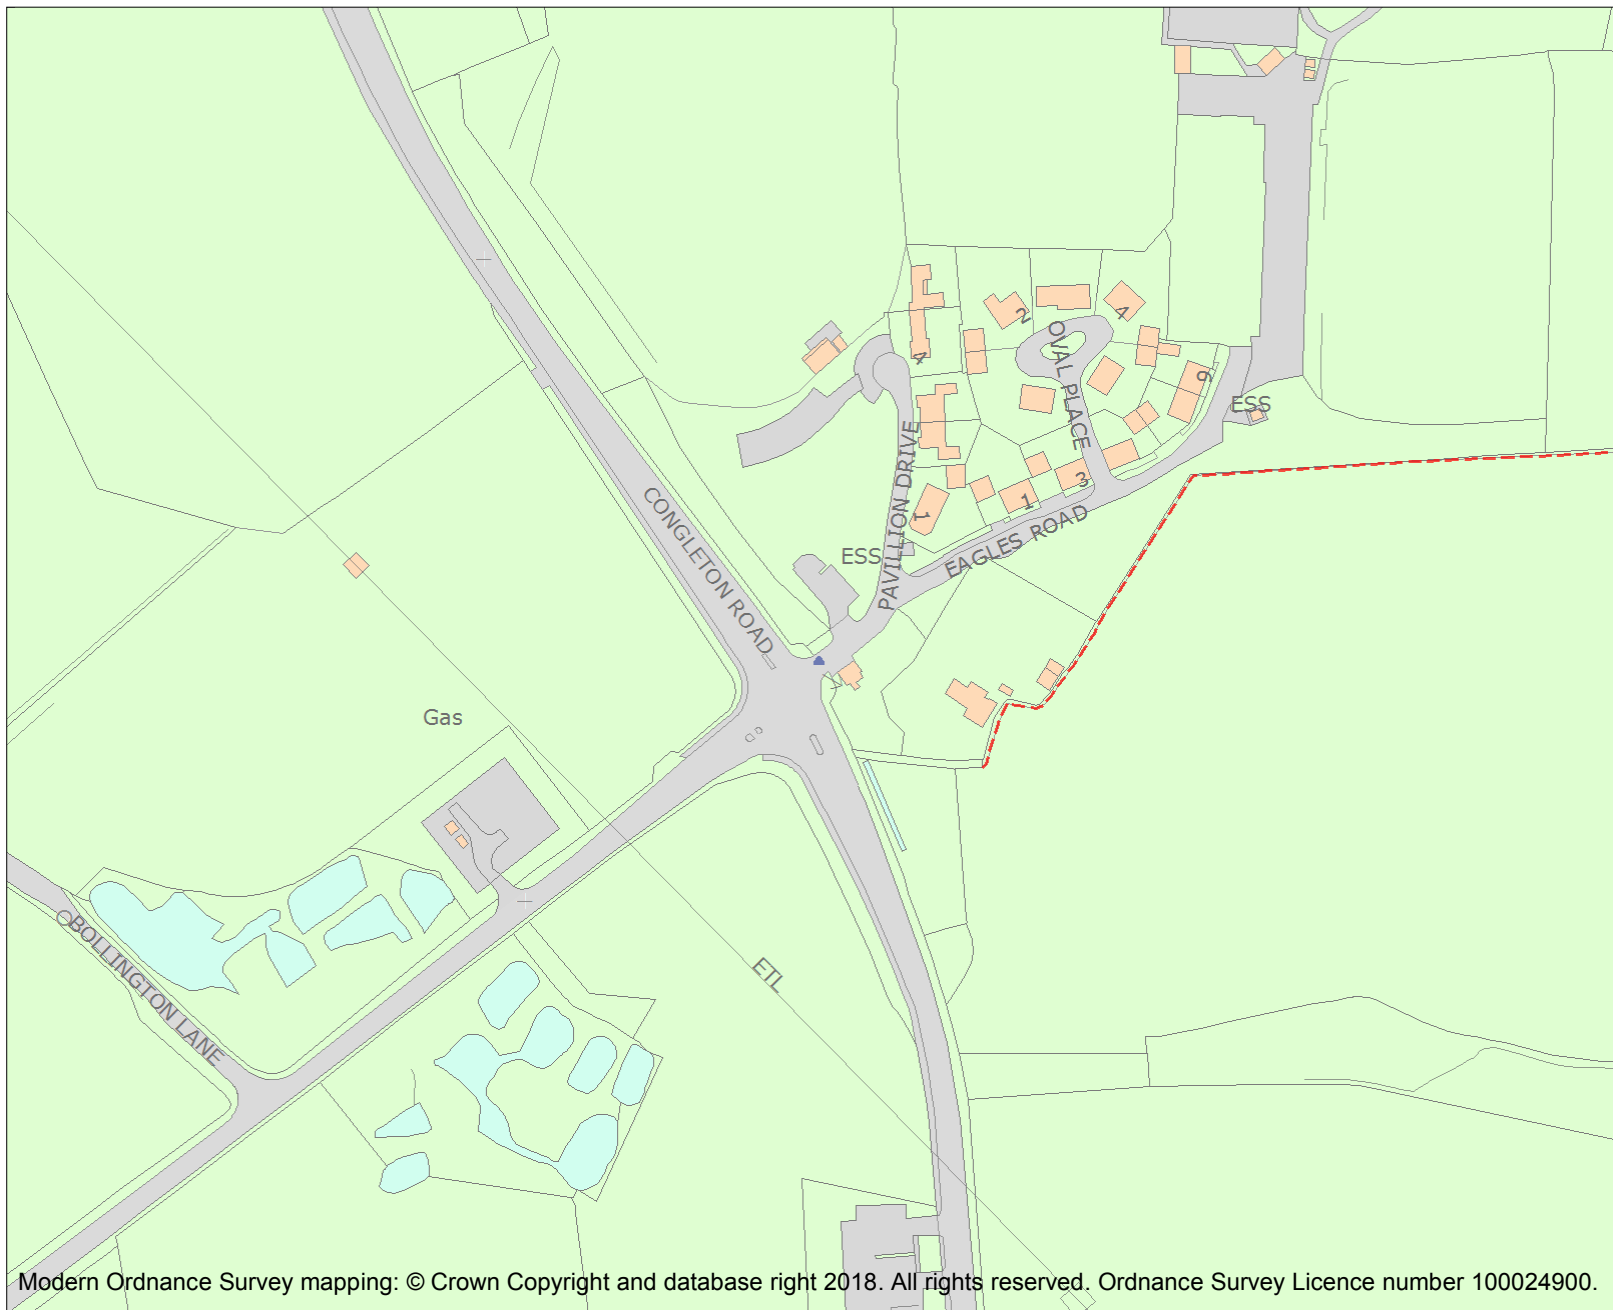 2
4
OVAL PLACE
4
6
ESS
PAVILLION DRIVE
CONGLETON ROAD
3
1
1
EAGLES ROAD
ESS
Gas
BOLLINGTON LANE
ETL
Modern Ordnance Survey mapping: © Crown Copyright and database right 2018. All rights reserved. Ordnance Survey Licence number 100024900.